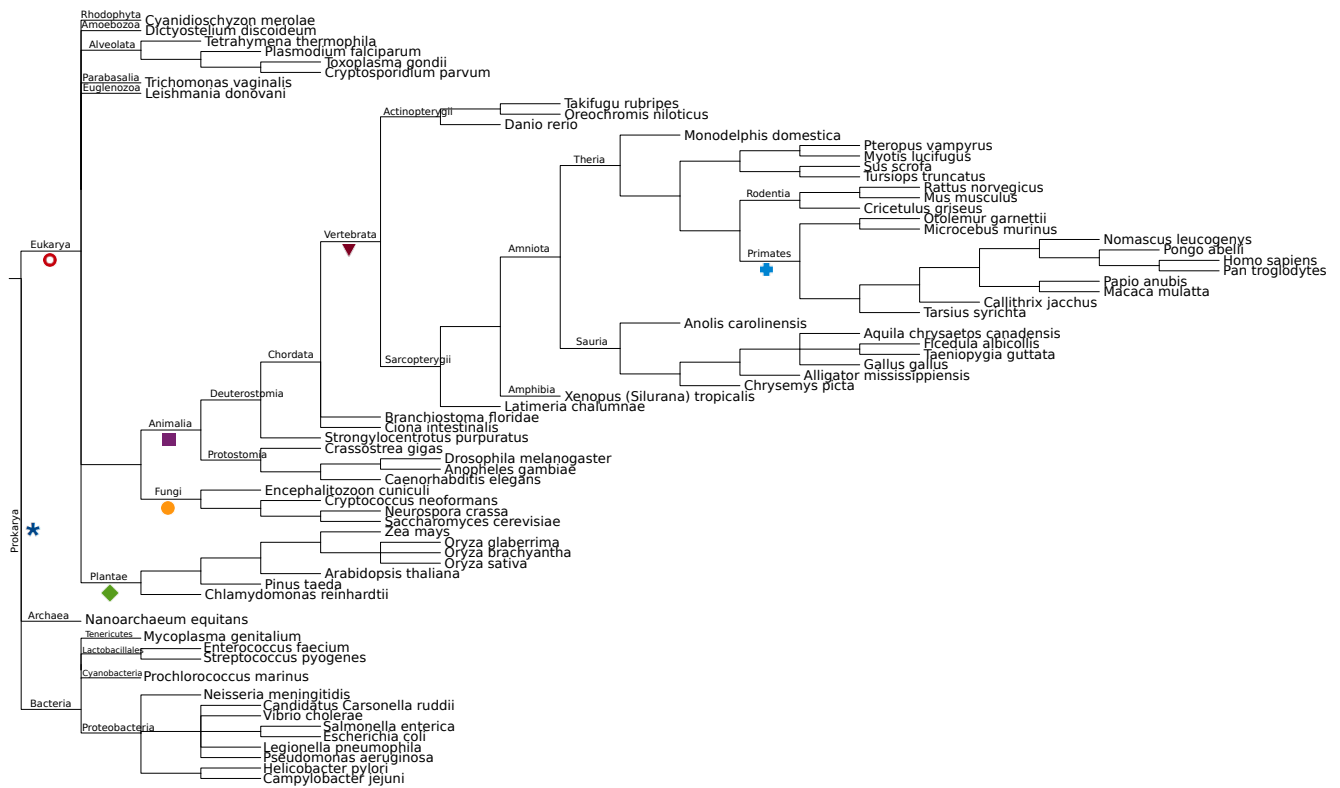 Rhodophyta
Cyanidioschyzon merolae
Amoebozoa
Dictyostelium discoideum
Alveolata
Tetrahymena thermophila
Plasmodium falciparum
Toxoplasma gondii
Cryptosporidium parvum
Parabasalia
Trichomonas vaginalis
Euglenozoa
Leishmania donovani
Actinopterygii
Takifugu rubripes
Oreochromis niloticus
Danio rerio
Theria
Monodelphis domestica
Pteropus vampyrus
Myotis lucifugus
Sus scrofa
Tursiops truncatus
Rodentia
Rattus norvegicus
Mus musculus
Cricetulus griseus
Otolemur garnettii
Microcebus murinus
Vertebrata
Eukarya
Amniota
Primates
Nomascus leucogenys
Pongo abelii
Homo sapiens
Pan troglodytes
Papio anubis
Macaca mulatta
Callithrix jacchus
Tarsius syrichta
Anolis carolinensis
Sauria
Aquila chrysaetos canadensis
Ficedula albicollis
Taeniopygia guttata
Gallus gallus
Alligator mississippiensis
Chrysemys picta
Chordata
Sarcopterygii
Amphibia
Xenopus (Silurana) tropicalis
Latimeria chalumnae
Deuterostomia
Branchiostoma floridae
Ciona intestinalis
Animalia
Strongylocentrotus purpuratus
Protostomia
Crassostrea gigas
Drosophila melanogaster
Anopheles gambiae
Caenorhabditis elegans
Fungi
Encephalitozoon cuniculi
Cryptococcus neoformans
Neurospora crassa
Saccharomyces cerevisiae
Prokarya
*
Zea mays
Oryza glaberrima
Oryza brachyantha
Oryza sativa
Plantae
Arabidopsis thaliana
Pinus taeda
Chlamydomonas reinhardtii
Archaea
Nanoarchaeum equitans
Tenericutes
Mycoplasma genitalium
Lactobacillales
Enterococcus faecium
Streptococcus pyogenes
Cyanobacteria
Prochlorococcus marinus
Bacteria
Neisseria meningitidis
Candidatus Carsonella ruddii
Vibrio cholerae
Proteobacteria
Salmonella enterica
Escherichia coli
Legionella pneumophila
Pseudomonas aeruginosa
Helicobacter pylori
Campylobacter jejuni